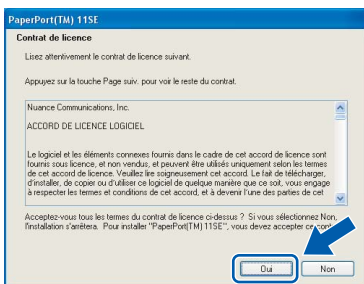 PaperPort(TM) 11SE
Contrat de licence
Lisez attentivement le contrat de licence suivant.
Appuyez sur la touche Page suiv. pour voir le reste du contrat.
Nuance Communications, Inc.
ACCORD DE LICENCE LOGICIEL
Le logiciel et les éléments connexes fournis dans le cadre de cet accord de licence sont
fournis sous licence, et non vendus, et peuvent être utilisés uniquement selon les termes
de cet accord de licence. Veuillez lire soigneusement cet accord. Le fait de télécharger,
d'installer, de copier ou d'utiliser ce logiciel de quelque manière que ce soit, vous engage
à respecter les termes et conditions de cet accord, et à devenir l'une des parties de cet
Acceptez-vous tous les termes du contrat de licence ci-dessus ? Si vous sélectionnez Non,
l'installation s'arrêtera. Pour installer "PaperPort(TM) 11SE", vous devez accepter ce
Oui
Non